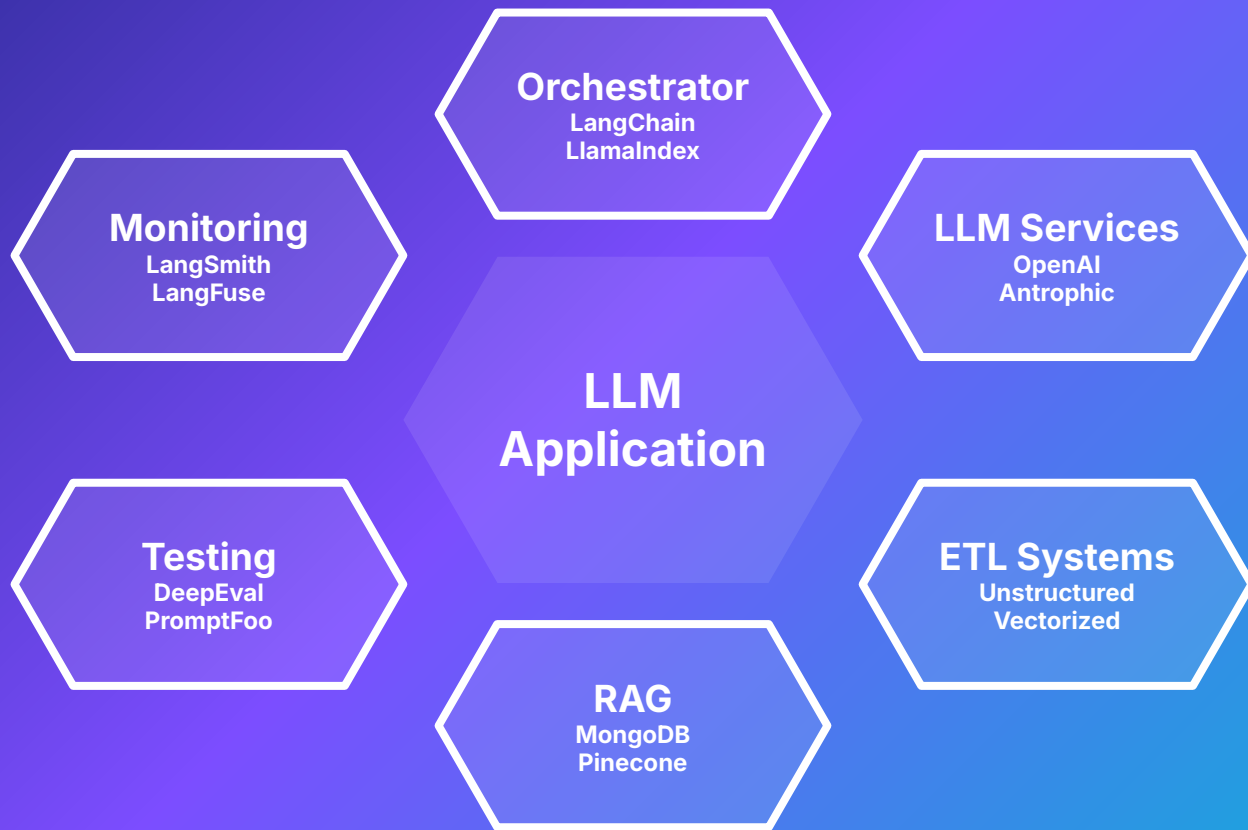 Orchestrator
LangChain
LlamaIndex
Monitoring
LangSmith
LangFuse
LLM Services
OpenAI
Antrophic
LLM
Application
Testing
DeepEval
PromptFoo
ETL Systems
Unstructured
Vectorized
RAG
MongoDB
Pinecone